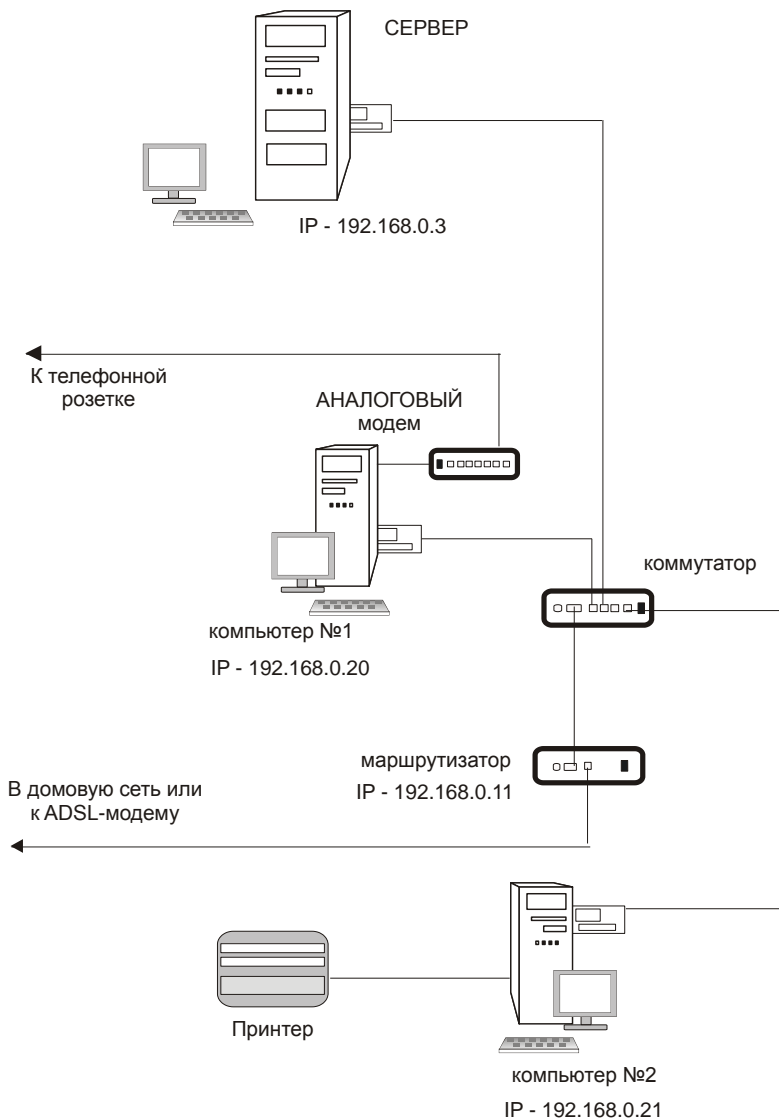 СЕРВЕР
IP - 192.168.0.3
К телефонной
розетке
АНАЛОГОВЫЙ
модем
коммутатор
компьютер №1
IP - 192.168.0.20
маршрутизатор
IP - 192.168.0.11
В домовую сеть или
к ADSL-модему
Принтер
компьютер №2
IP - 192.168.0.21